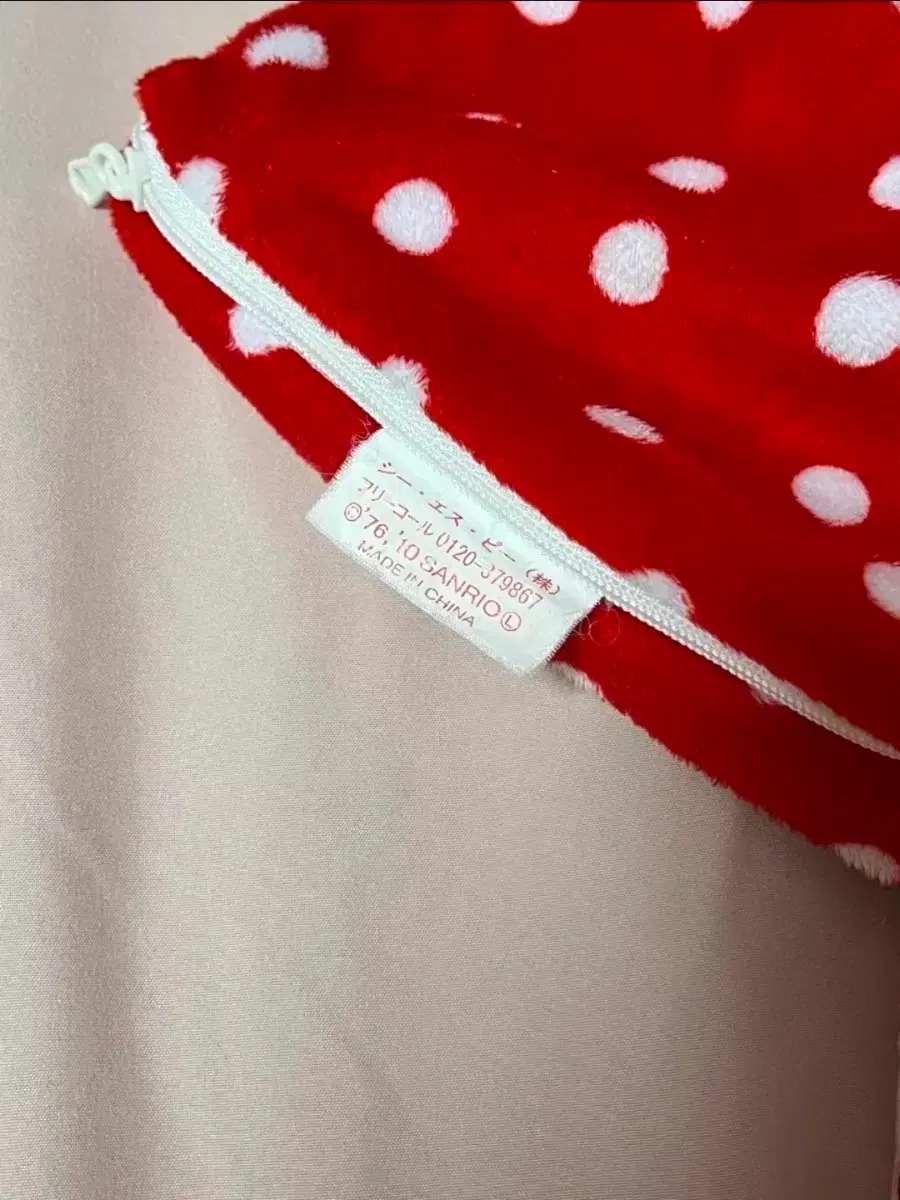 シー・エス・ピー(株)
フリーコール0120-379867
©'76,'10 SANRIO Ⓛ
MADE IN CHINA